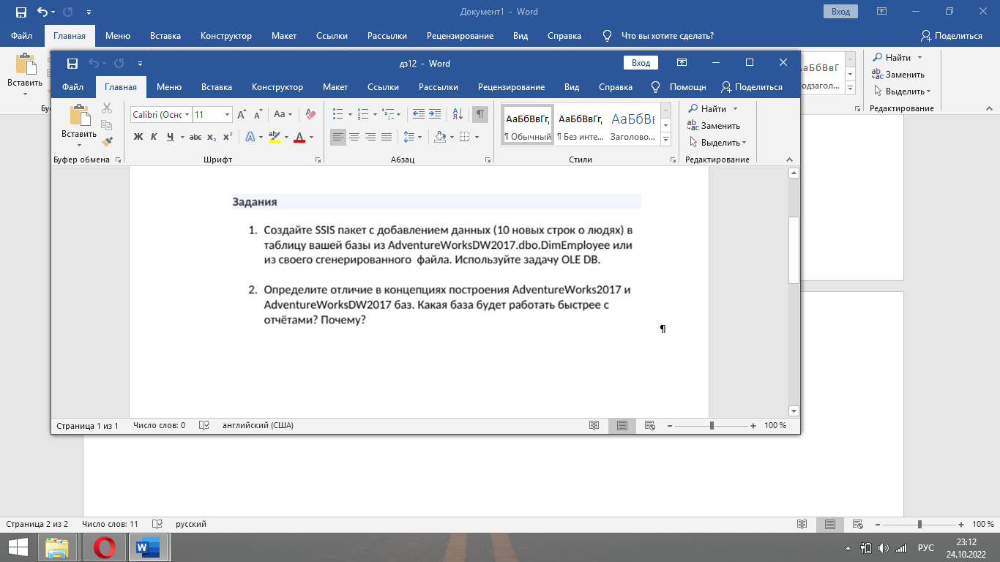 Документ1 - Word
Вход
Файл
Главная
Меню
Вставка
Конструктор
Макет
Ссылки
Рассылки
Рецензирование
Вид
Справка
Что вы хотите сделать?
Поделиться
Вставить
Найти
Заменить
Выделить
Редактирование
дз12 - Word
Вход
Файл
Главная
Меню
Вставка
Конструктор
Макет
Ссылки
Рассылки
Рецензирование
Вид
Справка
Помощн
Поделиться
Вставить
Буфер обмена
Calibri (Оснс
11
Aa
Ж К Ч abc x₂ x²
Шрифт
Абзац
АаБбВвГг,
АаБбВвГг,
АаБбВв
¶ Обычный
¶ Без инте...
Заголово...
Стили
Найти
Заменить
Выделить
Редактирование
Задания
1. Создайте SSIS пакет с добавлением данных (10 новых строк о людях) в
таблицу вашей базы из AdventureWorksDW2017.dbo.DimEmployee или
из своего сгенерированного файла. Используйте задачу OLE DB.
2. Определите отличие в концепциях построения AdventureWorks2017 и
AdventureWorksDW2017 баз. Какая база будет работать быстрее с
отчётами? Почему?
¶
Страница 1 из 1
Число слов: 0
английский (США)
100 %
Страница 2 из 2
Число слов: 11
русский
100 %
РУС
23:12
24.10.2022